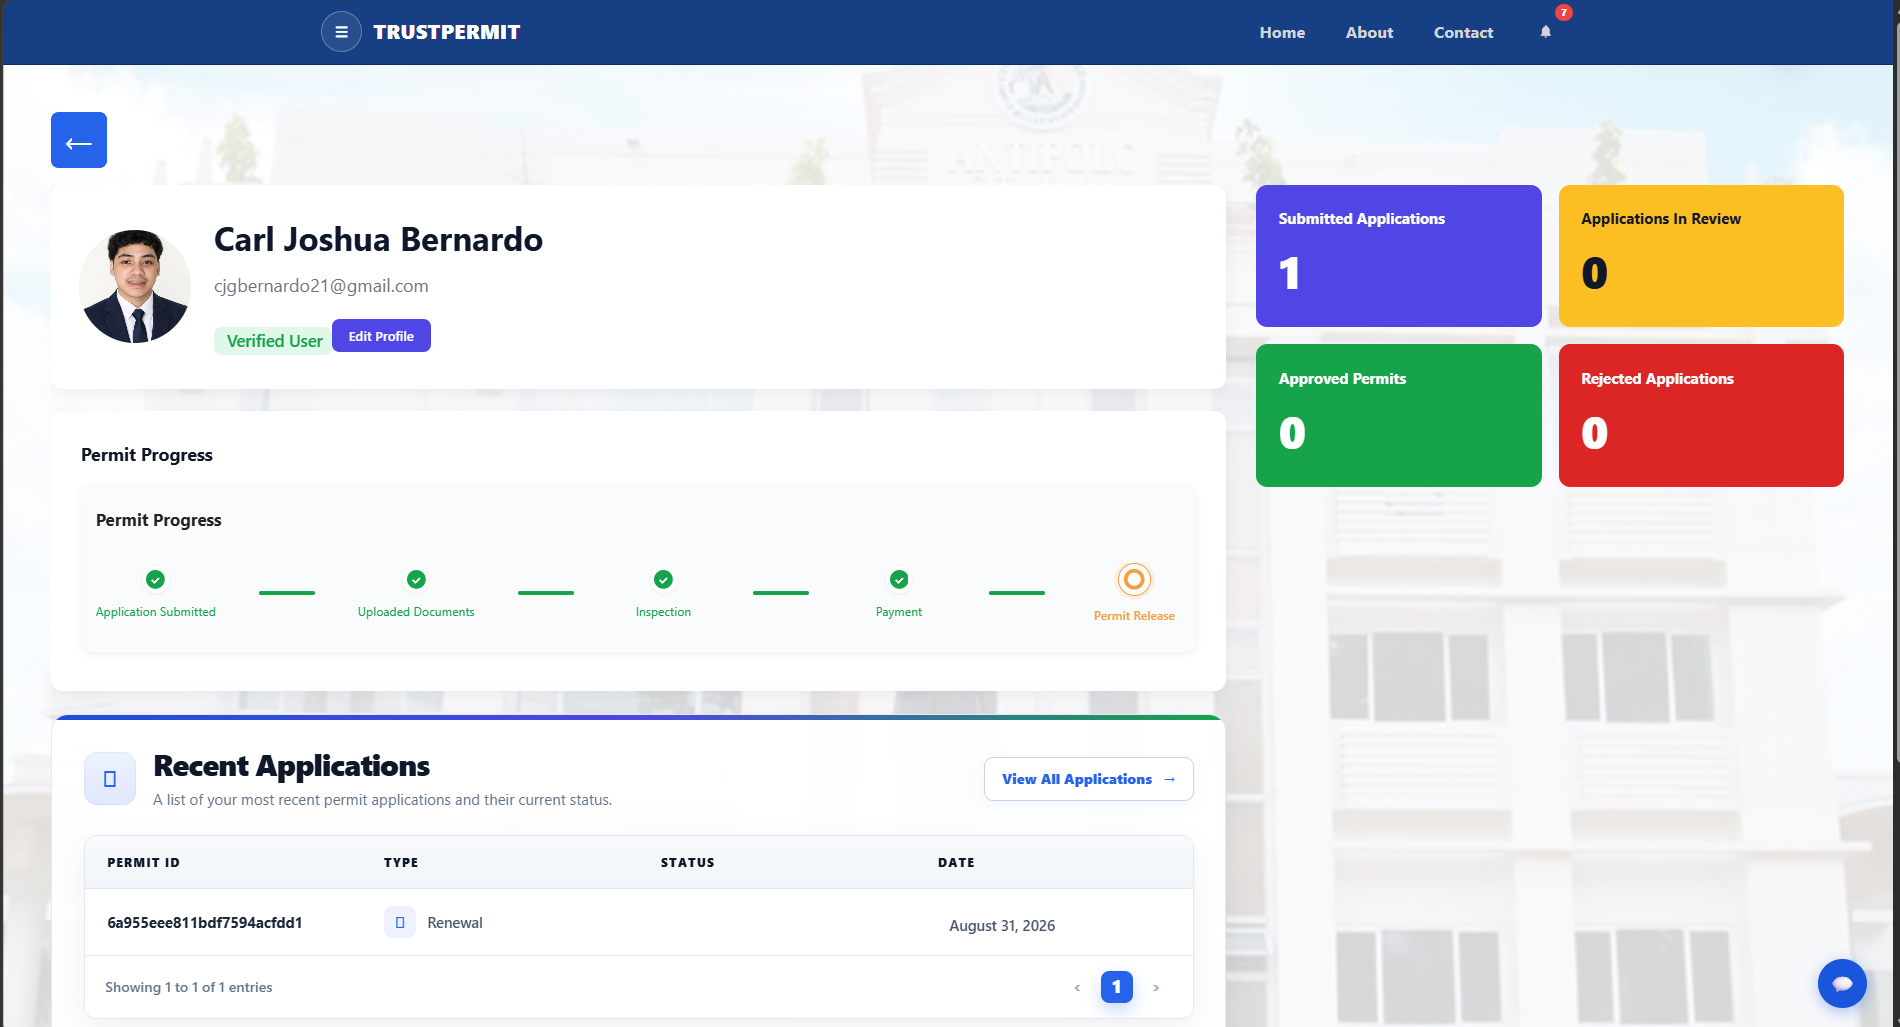 TRUSTPERMIT
Home
About
Contact
7
Carl Joshua Bernardo
cjgbernardo21@gmail.com
Verified User
Edit Profile
Submitted Applications
1
Applications In Review
0
Approved Permits
0
Rejected Applications
0
Permit Progress
Permit Progress
Application Submitted
Uploaded Documents
Inspection
Payment
Permit Release
Recent Applications
A list of your most recent permit applications and their current status.
View All Applications →
PERMIT ID TYPE STATUS DATE
6a955eee811bdf7594acfdd1 Renewal August 31, 2026
Showing 1 to 1 of 1 entries
‹ 1 ›
ANTIPOLO